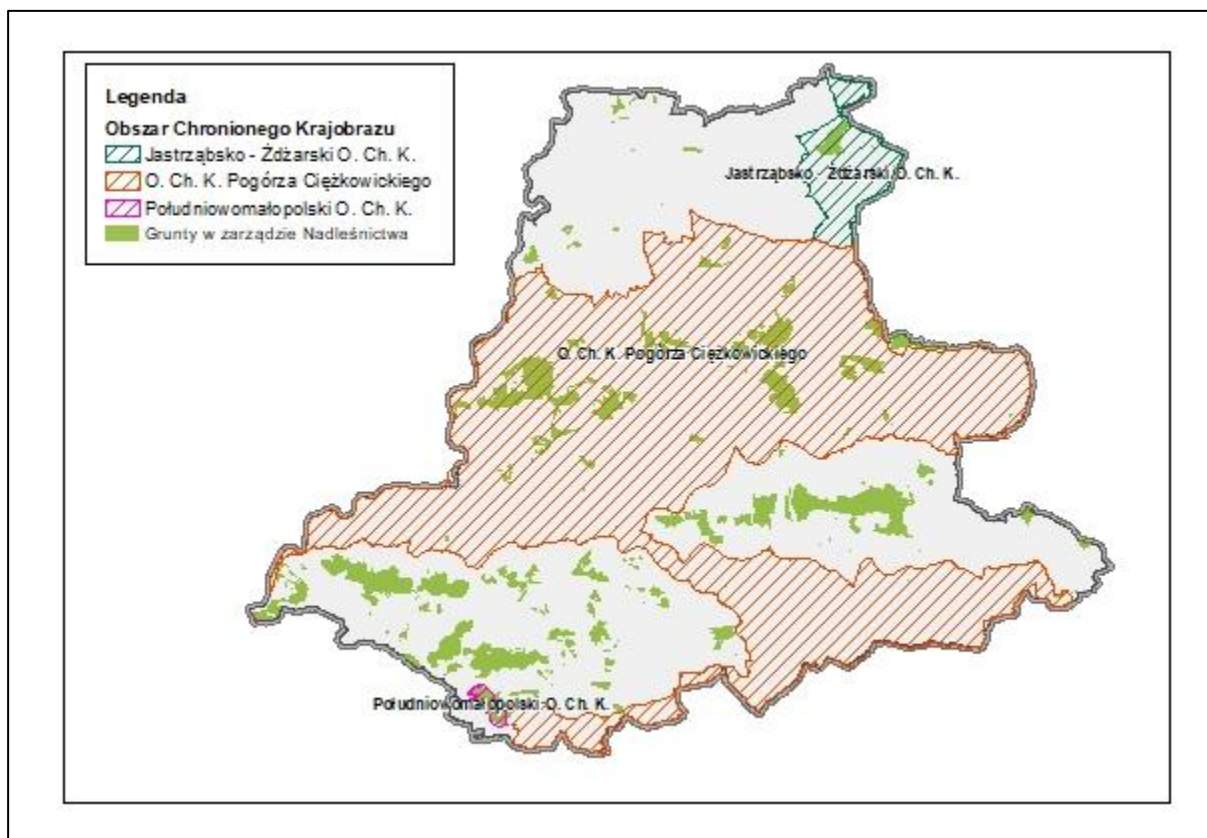 Legenda
Obszar Chronionego Krajobrazu
Jastrząbsko - Żdżarski O. Ch. K.
O. Ch. K. Pogórza Ciężkowickiego
Południowomałopolski O. Ch. K.
Grunty w zarządzie Nadleśnictwa
Jastrząbsko - Żdżarski O. Ch. K.
O. Ch. K. Pogórza Ciężkowickiego
Południowomałopolski O. Ch. K.